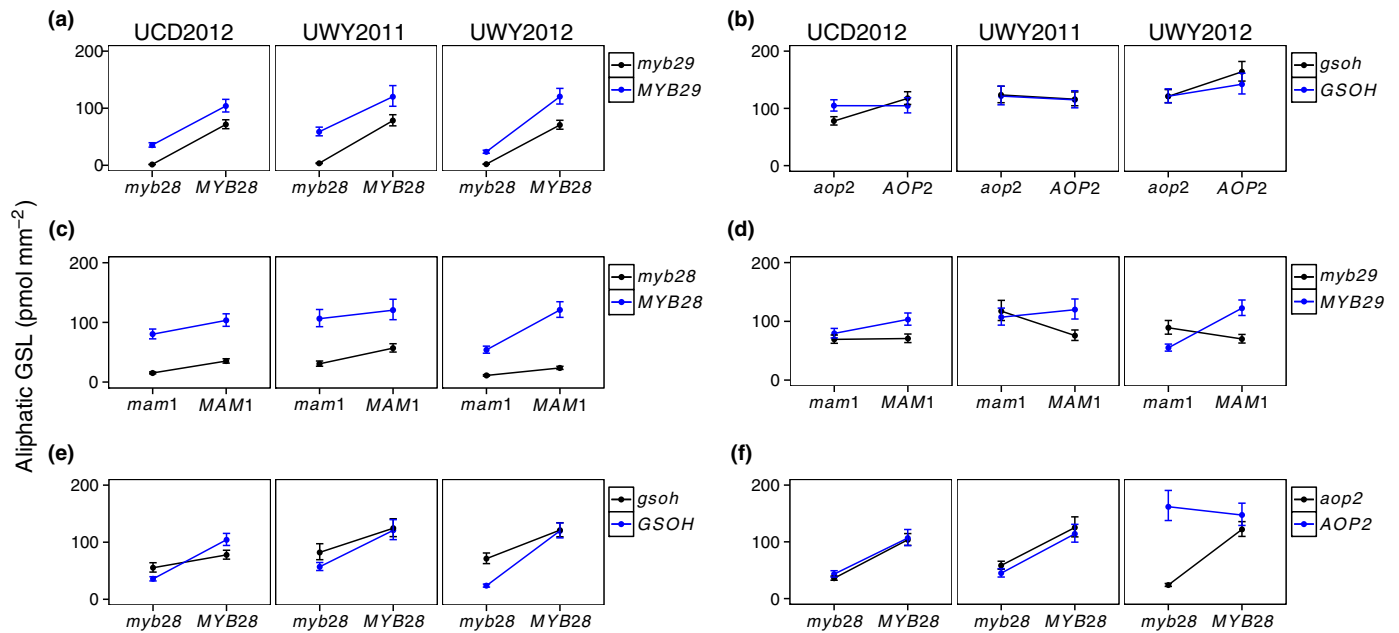 (a)
UCD2012 UWY2011 UWY2012
200
100
0
myb28 MYB28 myb28 MYB28 myb28 MYB28
myb29
MYB29
(b)
UCD2012 UWY2011 UWY2012
200
100
0
aop2 AOP2 aop2 AOP2 aop2 AOP2
gsoh
GSOH
Aliphatic GSL (pmol mm⁻²)
(c)
200
100
0
mam1 MAM1 mam1 MAM1 mam1 MAM1
myb28
MYB28
(d)
200
100
0
mam1 MAM1 mam1 MAM1 mam1 MAM1
myb29
MYB29
(e)
200
100
0
myb28 MYB28 myb28 MYB28 myb28 MYB28
gsoh
GSOH
(f)
200
100
0
myb28 MYB28 myb28 MYB28 myb28 MYB28
aop2
AOP2